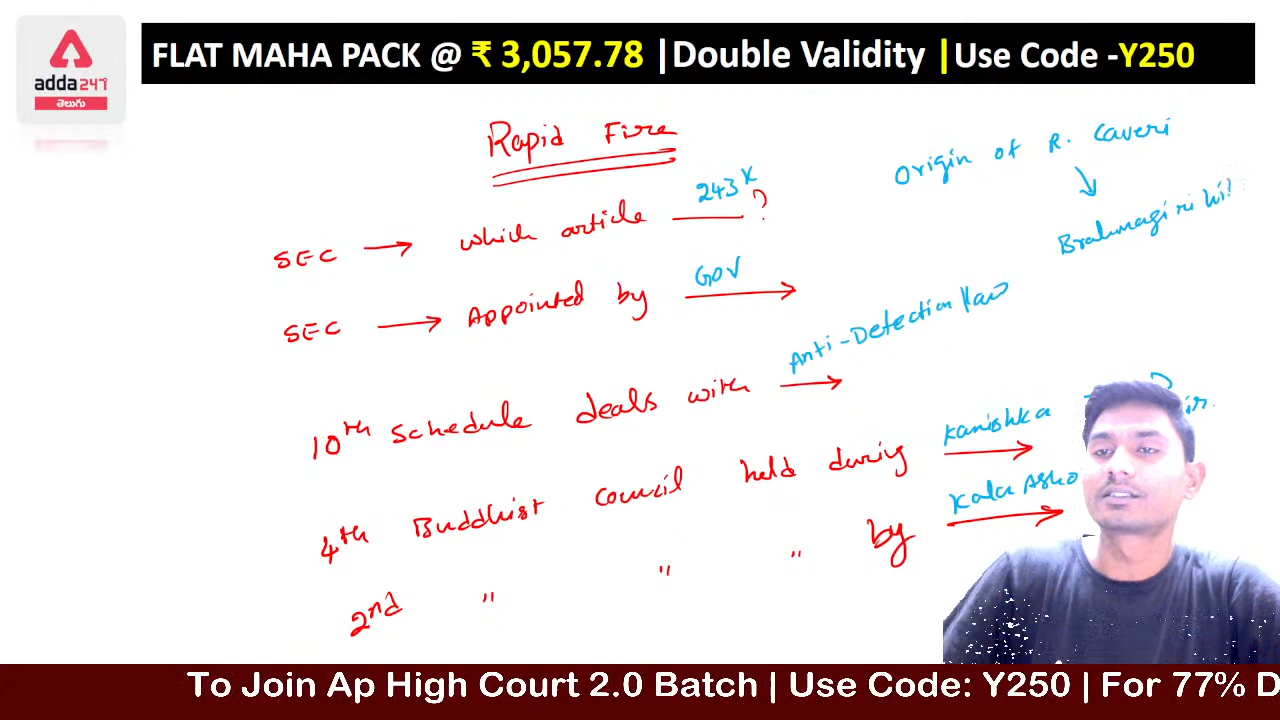 FLAT MAHA PACK @ ₹ 3,057.78 |Double Validity |Use Code -Y250
adda247
తెలుగు
Rapid Fire
Origin of R. Caveri
Brahmagiri
SEC → which article 243 K ?
SEC → Appointed by GOV →
10th Schedule deals with → Anti-Detection law
4th Buddhist Council held during → Kanishka
2nd " " " by → Kala Asho
To Join Ap High Court 2.0 Batch | Use Code: Y250 | For 77% D